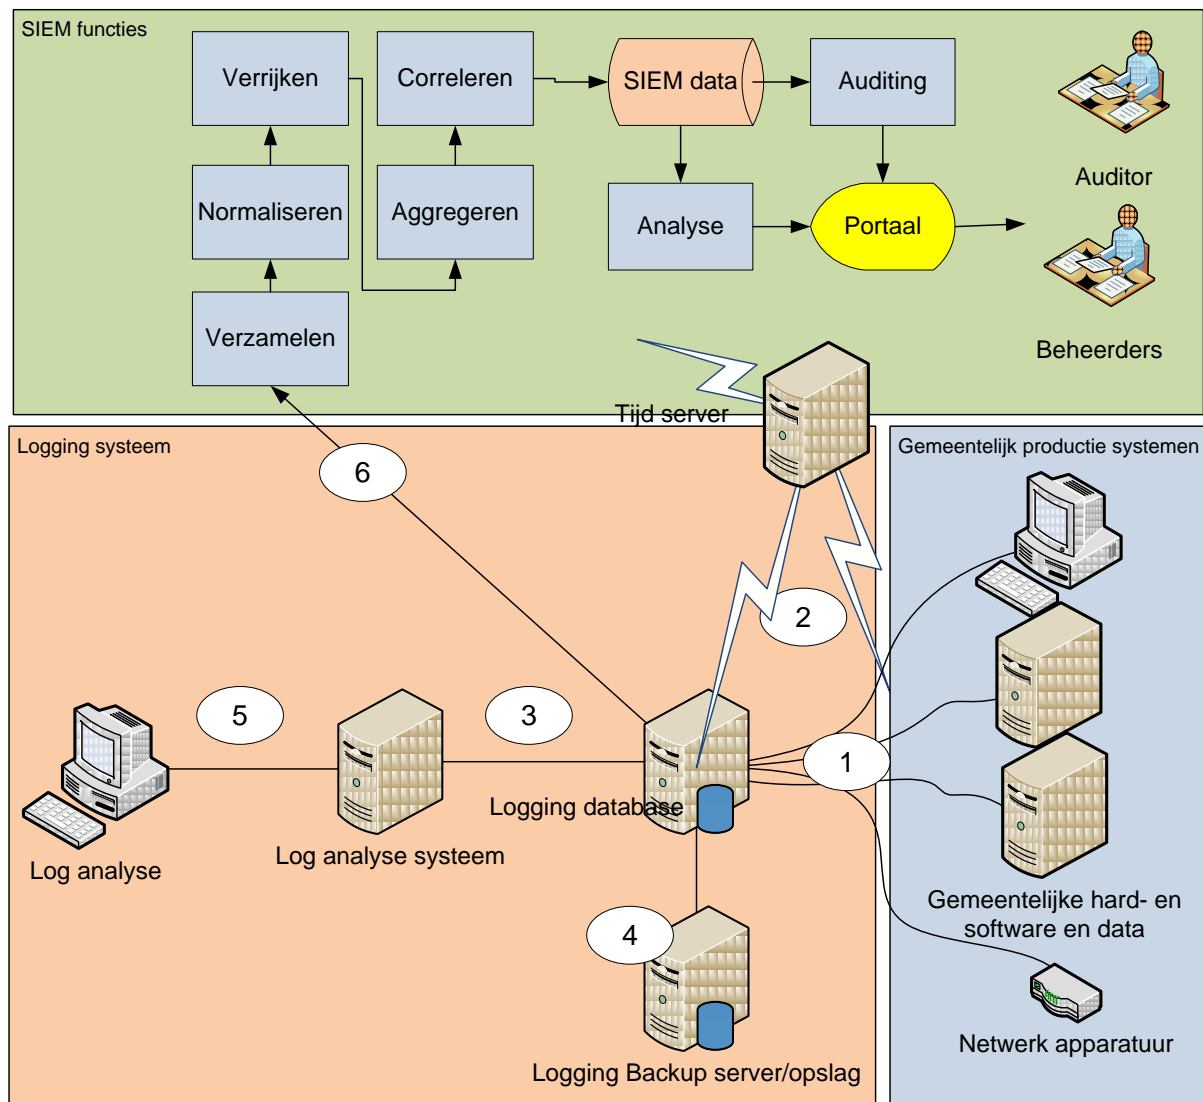 SIEM functies
Verrijken
Correleren
SIEM data
Auditing
Auditor
Normaliseren
Aggregeren
Analyse
Portaal
Verzamelen
Beheerders
Tijd server
Logging systeem
Gemeentelijk productie systemen
6
2
5
3
1
Logging database
Log analyse systeem
Log analyse
4
Gemeentelijke hard- en
software en data
Netwerk apparatuur
Logging Backup server/opslag